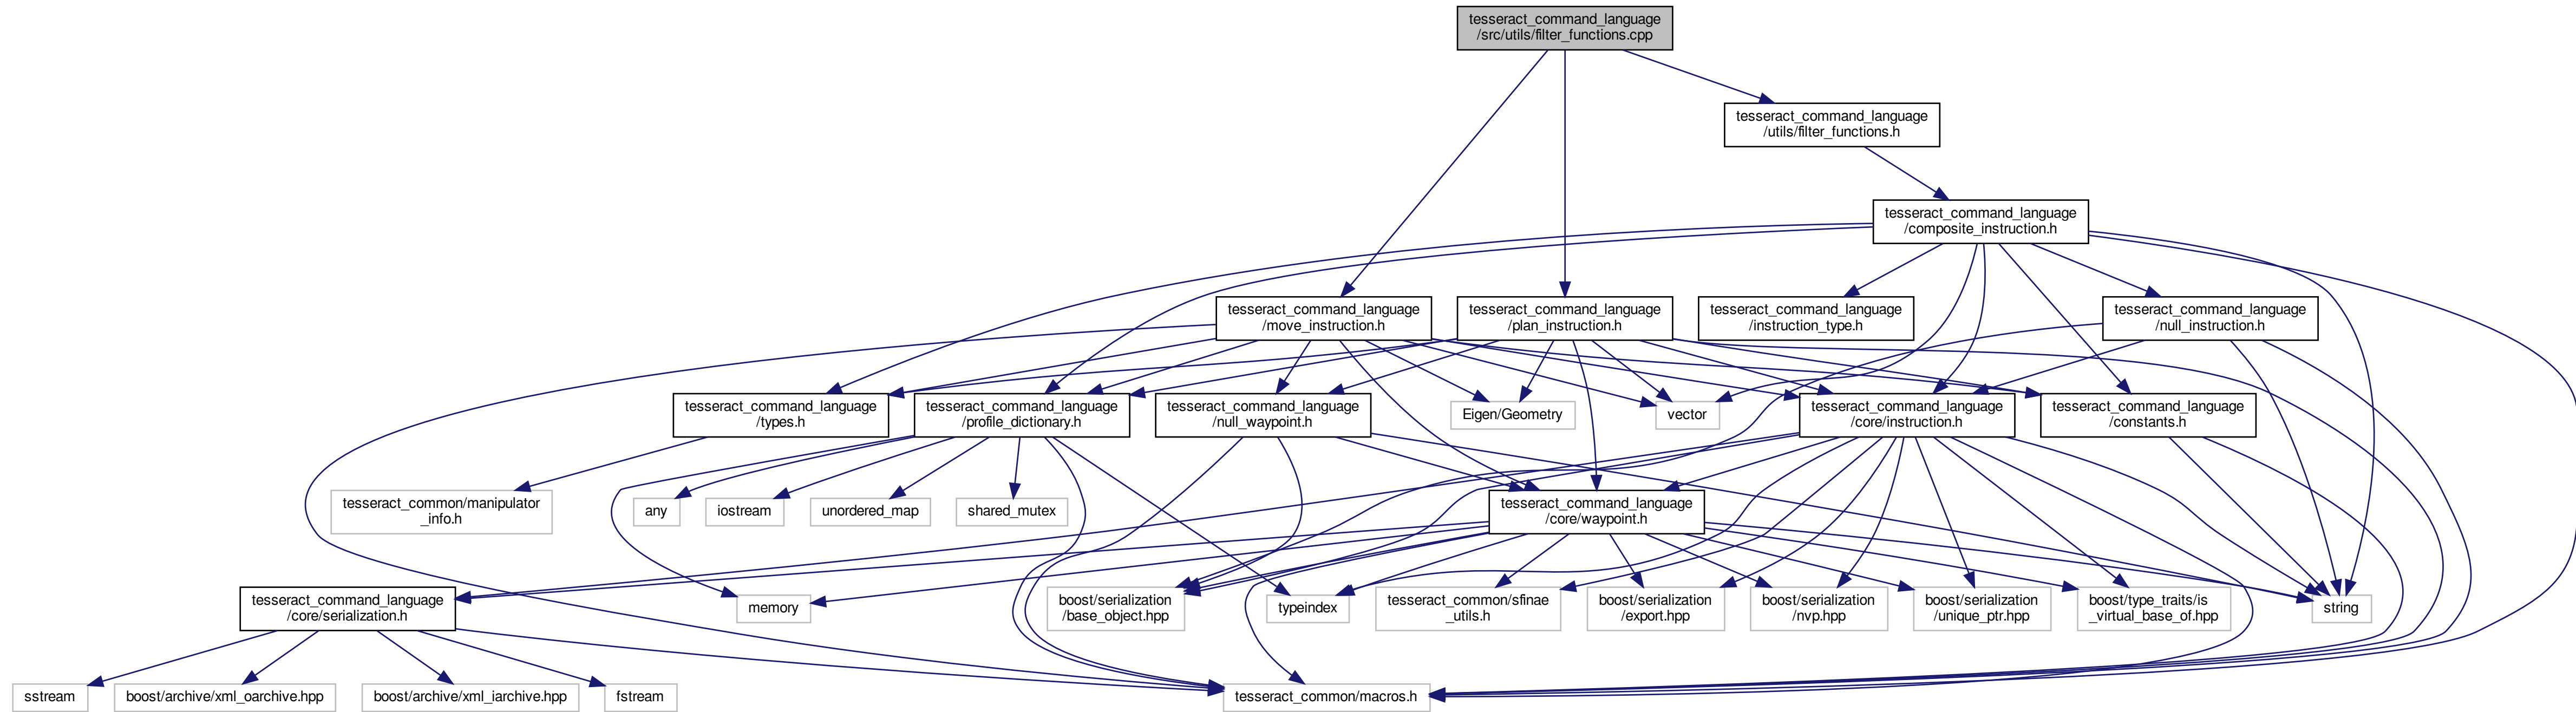 tesseract_command_language
/src/utils/filter_functions.cpp
tesseract_command_language
/utils/filter_functions.h
tesseract_command_language
/composite_instruction.h
tesseract_command_language
/move_instruction.h
tesseract_command_language
/plan_instruction.h
tesseract_command_language
/instruction_type.h
tesseract_command_language
/null_instruction.h
tesseract_command_language
/types.h
tesseract_command_language
/profile_dictionary.h
tesseract_command_language
/null_waypoint.h
Eigen/Geometry
vector
tesseract_command_language
/core/instruction.h
tesseract_command_language
/constants.h
tesseract_common/manipulator
_info.h
any
iostream
unordered_map
shared_mutex
tesseract_command_language
/core/waypoint.h
tesseract_command_language
/core/serialization.h
memory
boost/serialization
/base_object.hpp
typeindex
tesseract_common/sfinae
_utils.h
boost/serialization
/export.hpp
boost/serialization
/nvp.hpp
boost/serialization
/unique_ptr.hpp
boost/type_traits/is
_virtual_base_of.hpp
string
sstream
boost/archive/xml_oarchive.hpp
boost/archive/xml_iarchive.hpp
fstream
tesseract_common/macros.h